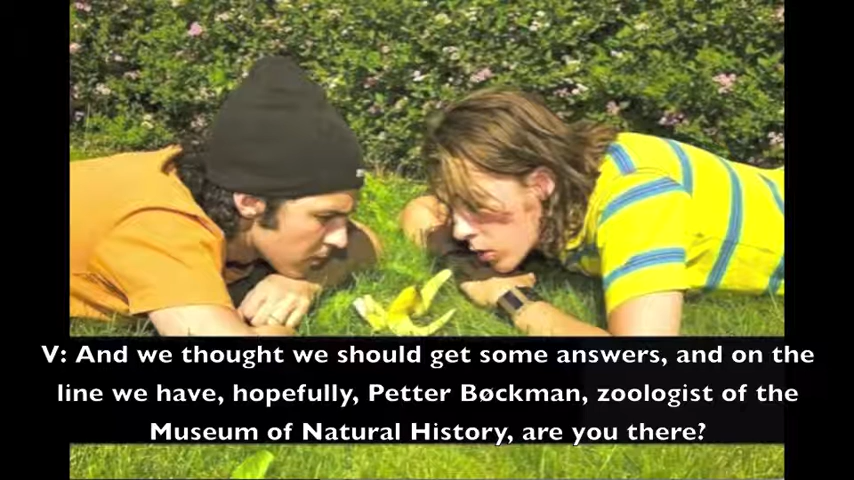 V: And we thought we should get some answers, and on the
line we have, hopefully, Petter Bøckman, zoologist of the
Museum of Natural History, are you there?